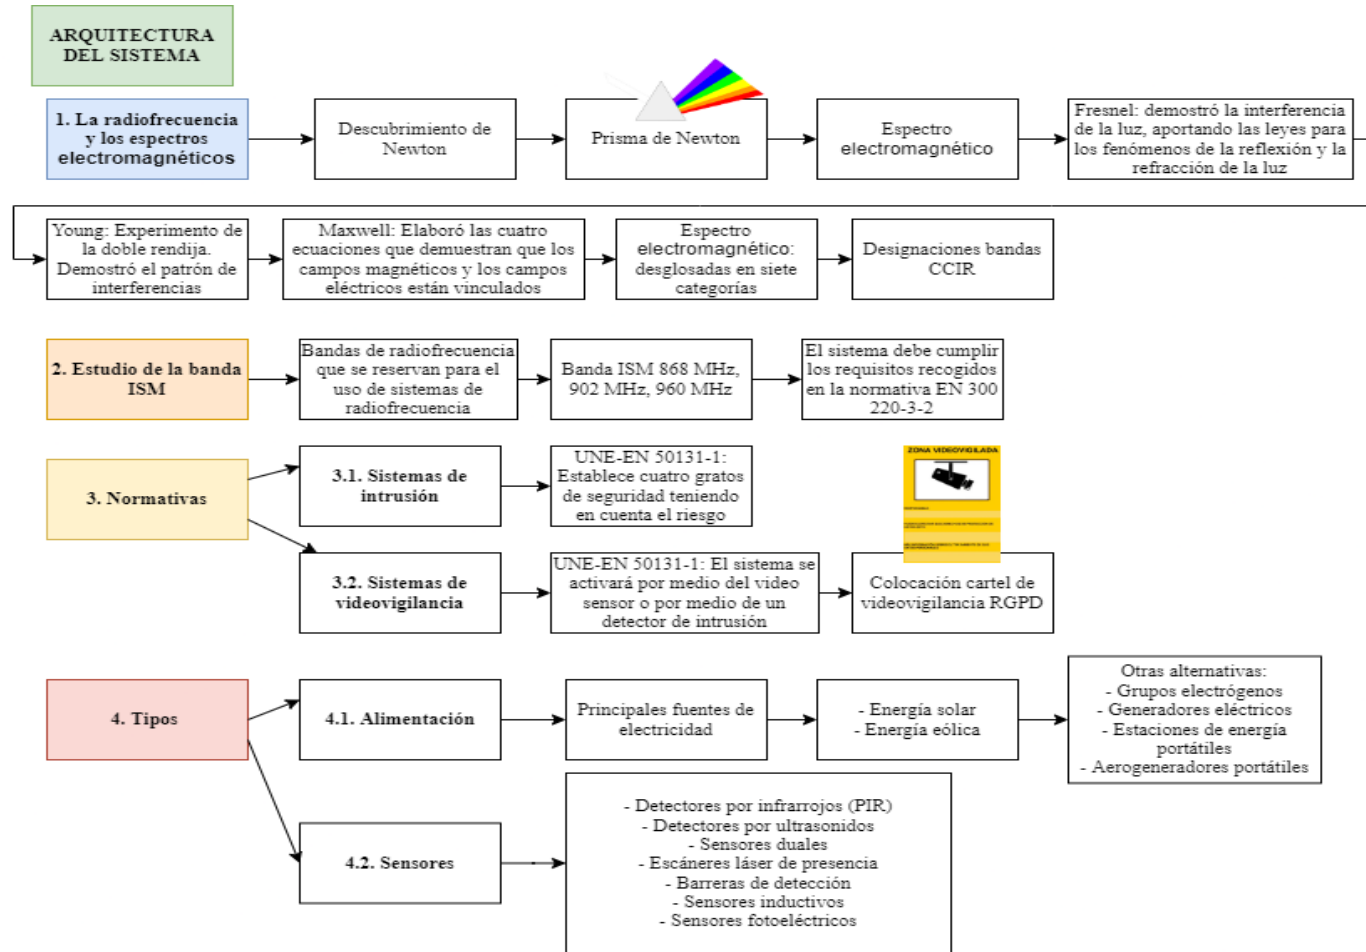 ARQUITECTURA
DEL SISTEMA
1. La radiofrecuencia
y los espectros
electromagnéticos
Descubrimiento de
Newton
Prisma de Newton
Espectro
electromagnético
Fresnel: demostró la interferencia
de la luz, aportando las leyes para
los fenómenos de la reflexión y la
refracción de la luz
Young: Experimento de
la doble rendija.
Demostró el patrón de
interferencias
Maxwell: Elaboró las cuatro
ecuaciones que demuestran que los
campos magnéticos y los campos
eléctricos están vinculados
Espectro
electromagnético:
desglosadas en siete
categorías
Designaciones bandas
CCIR
2. Estudio de la banda
ISM
Bandas de radiofrecuencia
que se reservan para el
uso de sistemas de
radiofrecuencia
Banda ISM 868 MHz,
902 MHz, 960 MHz
El sistema debe cumplir
los requisitos recogidos
en la normativa EN 300
220-3-2
3. Normativas
3.1. Sistemas de
intrusión
UNE-EN 50131-1:
Establece cuatro gratos
de seguridad teniendo
en cuenta el riesgo
3.2. Sistemas de
videovigilancia
UNE-EN 50131-1: El sistema se
activará por medio del video
sensor o por medio de un
detector de intrusión
ZONA VIDEOVIGILADA
Colocación cartel de
videovigilancia RGPD
4. Tipos
4.1. Alimentación
Principales fuentes de
electricidad
- Energía solar
- Energía eólica
Otras alternativas:
- Grupos electrógenos
- Generadores eléctricos
- Estaciones de energía
portátiles
- Aerogeneradores portátiles
4.2. Sensores
- Detectores por infrarrojos (PIR)
- Detectores por ultrasonidos
- Sensores duales
- Escáneres láser de presencia
- Barreras de detección
- Sensores inductivos
- Sensores fotoeléctricos